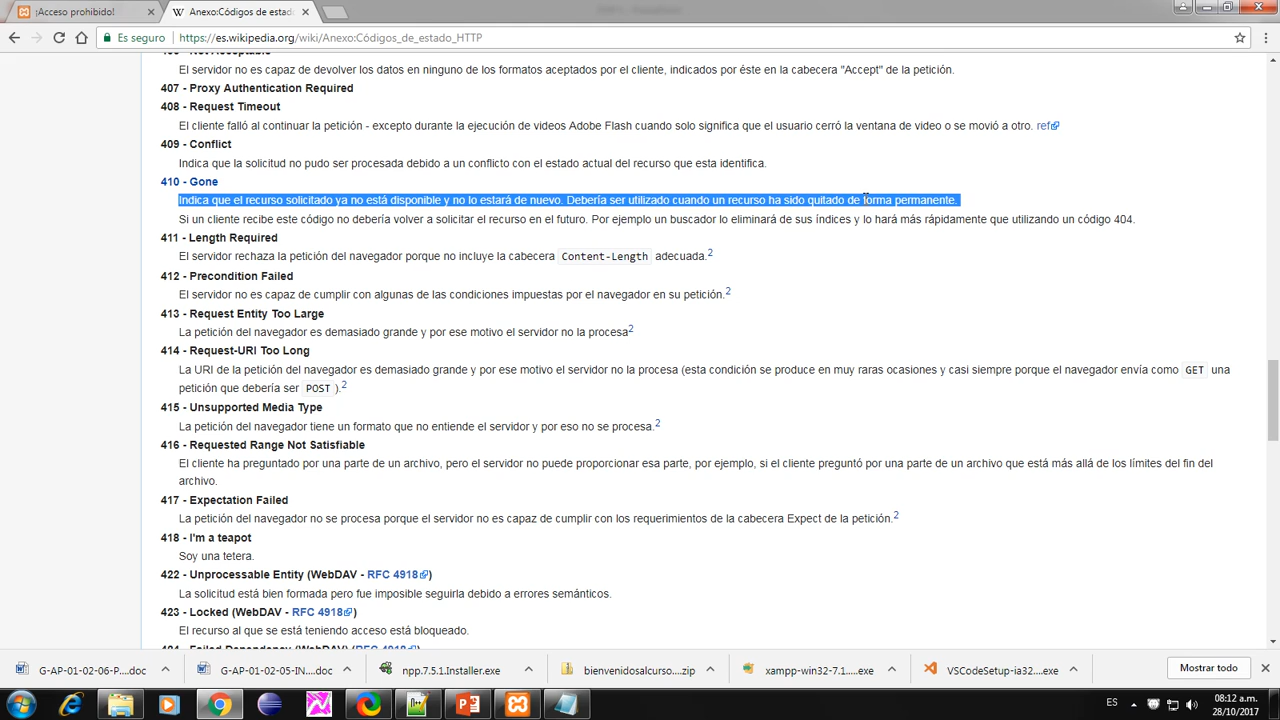 ¡Acceso prohibido!
Anexo:Códigos de estado
Es seguro
https://es.wikipedia.org/wiki/Anexo:Códigos_de_estado_HTTP
406 - Not Acceptable
El servidor no es capaz de devolver los datos en ninguno de los formatos aceptados por el cliente, indicados por éste en la cabecera "Accept" de la petición.
407 - Proxy Authentication Required
408 - Request Timeout
El cliente falló al continuar la petición - excepto durante la ejecución de videos Adobe Flash cuando solo significa que el usuario cerró la ventana de video o se movió a otro. ref
409 - Conflict
Indica que la solicitud no pudo ser procesada debido a un conflicto con el estado actual del recurso que esta identifica.
410 - Gone
Indica que el recurso solicitado ya no está disponible y no lo estará de nuevo. Debería ser utilizado cuando un recurso ha sido quitado de forma permanente.
Si un cliente recibe este código no debería volver a solicitar el recurso en el futuro. Por ejemplo un buscador lo eliminará de sus índices y lo hará más rápidamente que utilizando un código 404.
411 - Length Required
El servidor rechaza la petición del navegador porque no incluye la cabecera Content-Length adecuada.2
412 - Precondition Failed
El servidor no es capaz de cumplir con algunas de las condiciones impuestas por el navegador en su petición.2
413 - Request Entity Too Large
La petición del navegador es demasiado grande y por ese motivo el servidor no la procesa2
414 - Request-URI Too Long
La URI de la petición del navegador es demasiado grande y por ese motivo el servidor no la procesa (esta condición se produce en muy raras ocasiones y casi siempre porque el navegador envía como GET una
petición que debería ser POST ).2
415 - Unsupported Media Type
La petición del navegador tiene un formato que no entiende el servidor y por eso no se procesa.2
416 - Requested Range Not Satisfiable
El cliente ha preguntado por una parte de un archivo, pero el servidor no puede proporcionar esa parte, por ejemplo, si el cliente preguntó por una parte de un archivo que está más allá de los límites del fin del
archivo.
417 - Expectation Failed
La petición del navegador no se procesa porque el servidor no es capaz de cumplir con los requerimientos de la cabecera Expect de la petición.2
418 - I'm a teapot
Soy una tetera.
422 - Unprocessable Entity (WebDAV - RFC 4918)
La solicitud está bien formada pero fue imposible seguirla debido a errores semánticos.
423 - Locked (WebDAV - RFC 4918)
El recurso al que se está teniendo acceso está bloqueado.
424 - Failed Dependency (WebDAV) (RFC 4918)
G-AP-01-02-06-P....doc
G-AP-01-02-05-IN....doc
npp.7.5.1.Installer.exe
bienvenidosalcurso....zip
xampp-win32-7.1....exe
VSCodeSetup-ia32....exe
Mostrar todo
ES
08:12 a.m.
28/10/2017